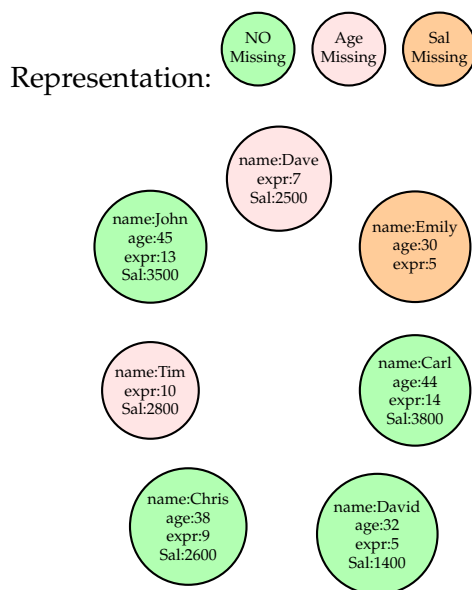 NO
Missing
Age
Missing
Sal
Missing
Representation:
name:Dave
expr:7
Sal:2500
name:John
age:45
expr:13
Sal:3500
name:Emily
age:30
expr:5
name:Tim
expr:10
Sal:2800
name:Carl
age:44
expr:14
Sal:3800
name:Chris
age:38
expr:9
Sal:2600
name:David
age:32
expr:5
Sal:1400